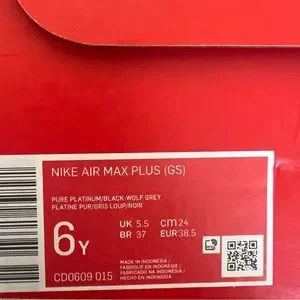 NIKE AIR MAX PLUS (GS)
PURE PLATINUM/BLACK-WOLF GREY
PLATINE PUR/GRIS LOUP/NOIR
6Y
UK 5.5 CM 24
BR 37 EUR 38.5
MADE IN INDONESIA /
FABRIQUÉ EN INDONÉSIE /
FABRICADO NA INDONÉSIA /
HECHO EN INDONESIA
CD0609 015